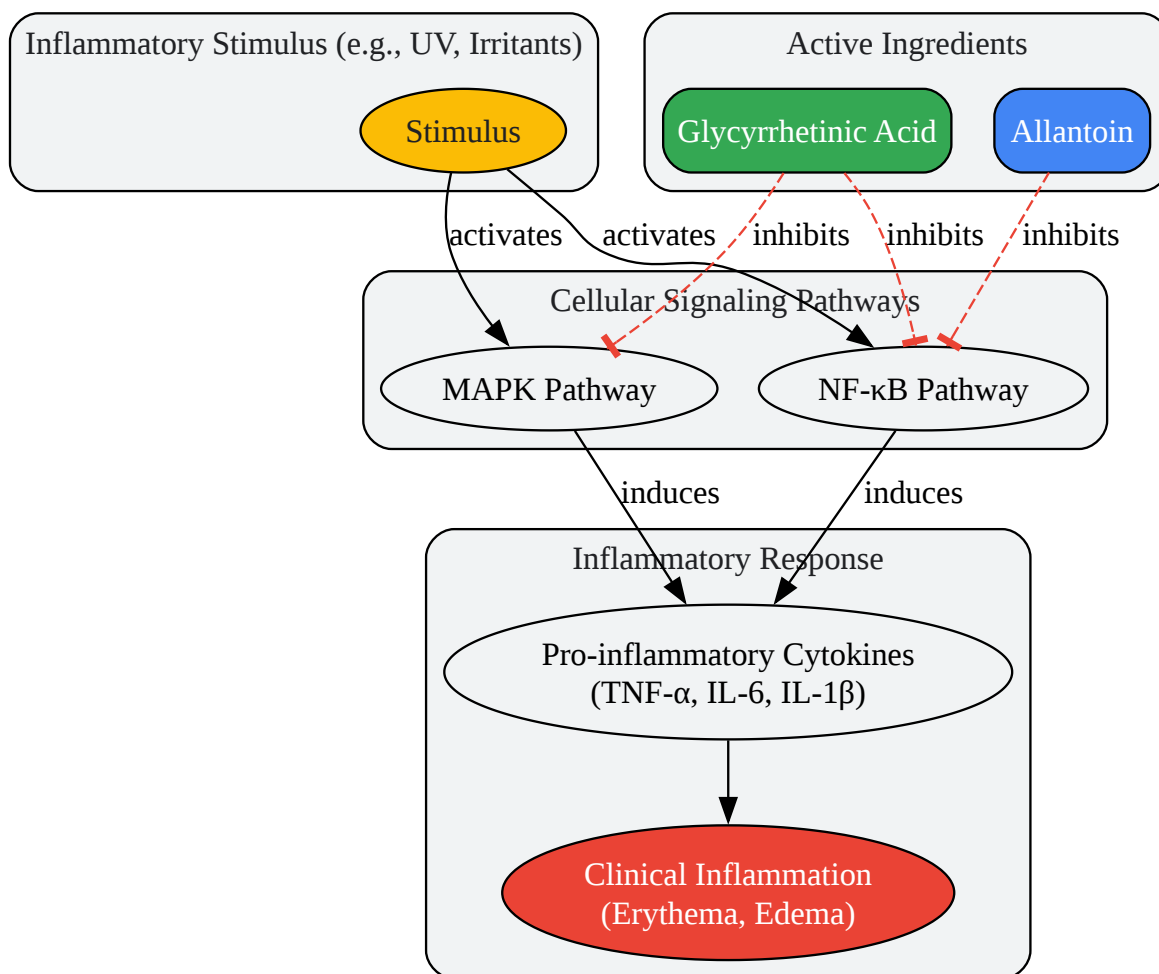 Inflammatory Stimulus (e.g., UV, Irritants)
Active Ingredients
Stimulus
Glycyrrhetinic Acid
Allantoin
activates
activates
inhibits
inhibits
inhibits
Cellular Signaling Pathways
MAPK Pathway
NF-κB Pathway
induces
induces
Inflammatory Response
Pro-inflammatory Cytokines
(TNF-α, IL-6, IL-1β)
Clinical Inflammation
(Erythema, Edema)